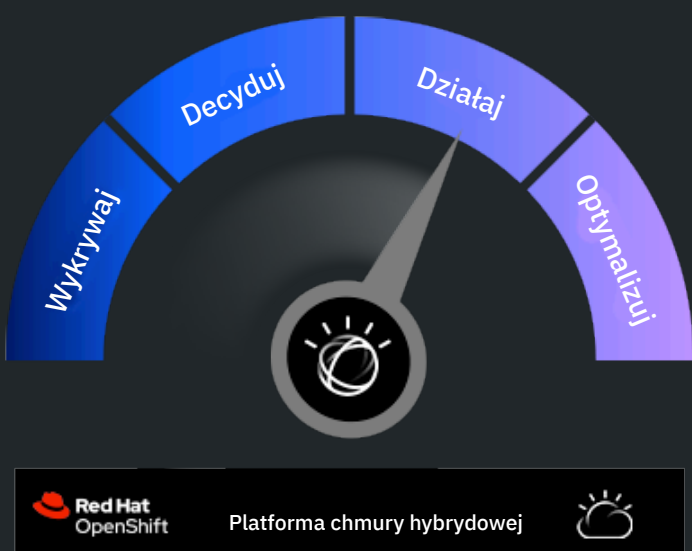 Wykrywaj
Decyduj
Działaj
Optymalizuj
Red Hat
OpenShift
Platforma chmury hybrydowej